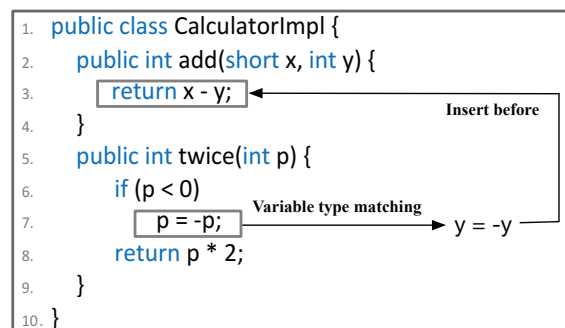 1. public class CalculatorImpl {
2. public int add(short x, int y) {
3. return x - y;
Insert before
4. }
5. public int twice(int p) {
6. if (p < 0)
7. p = -p; Variable type matching y = -y
8. return p * 2;
9. }
10. }